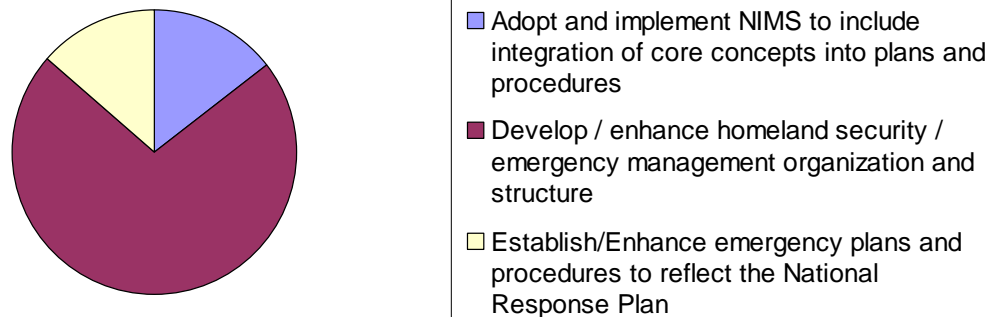 Adopt and implement NIMS to include
integration of core concepts into plans and
procedures
Develop / enhance homeland security /
emergency management organization and
structure
Establish/Enhance emergency plans and
procedures to reflect the National
Response Plan